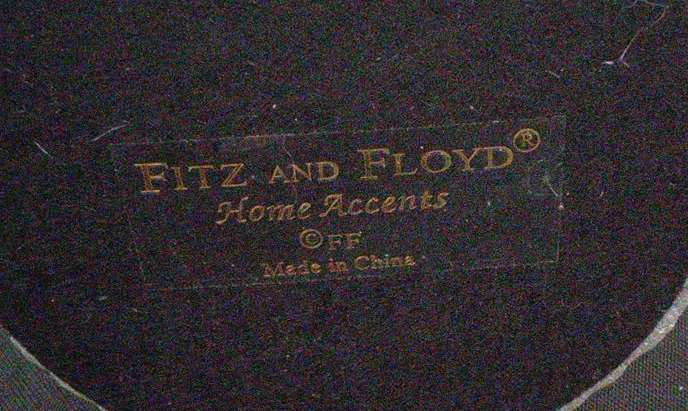 FITZ AND FLOYD®
Home Accents
©FF
Made in China